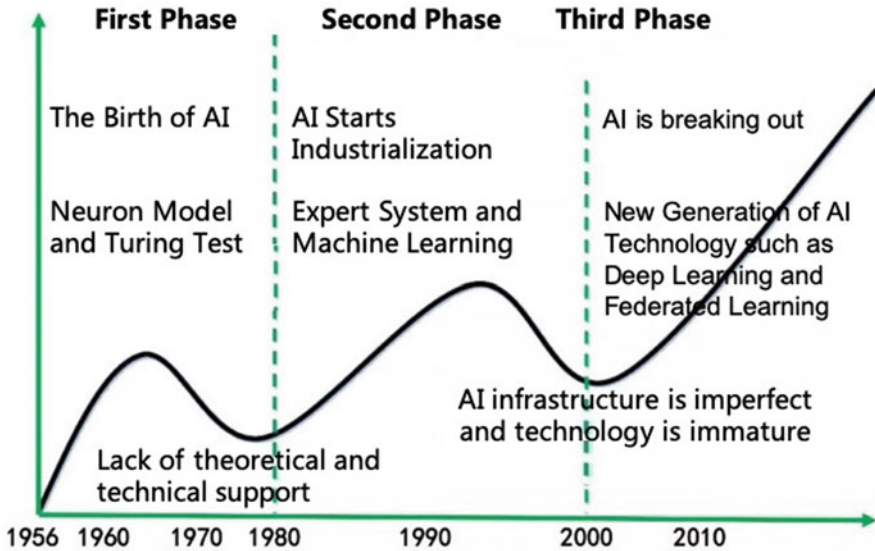 First Phase
Second Phase
Third Phase
The Birth of AI
AI Starts
Industrialization
AI is breaking out
Neuron Model
and Turing Test
Expert System and
Machine Learning
New Generation of AI
Technology such as
Deep Learning and
Federated Learning
Lack of theoretical and
technical support
AI infrastructure is imperfect
and technology is immature
1956 1960 1970 1980 1990 2000 2010